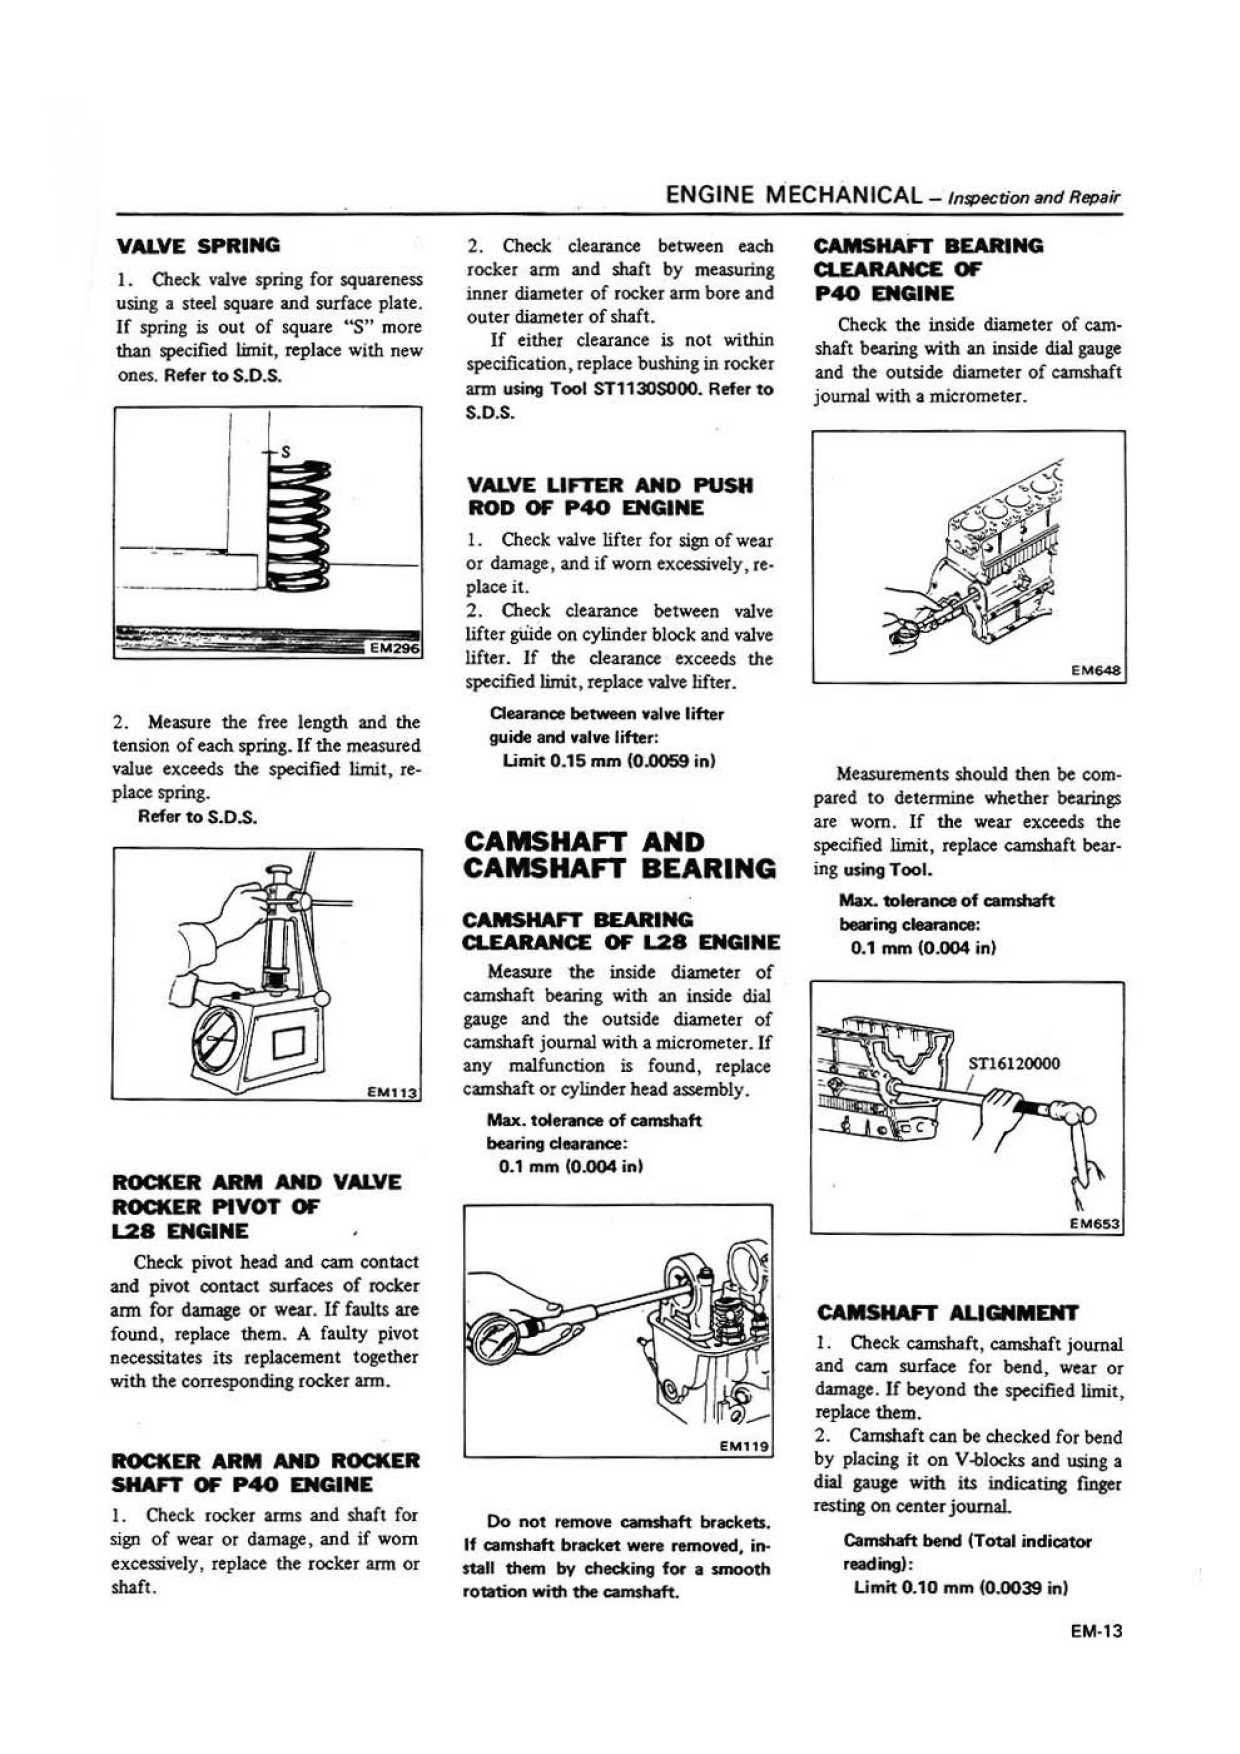 ENGINE MECHANICAL – Inspection and Repair
VALVE SPRING
1. Check valve spring for squareness
using a steel square and surface plate.
If spring is out of square “S” more
than specified limit, replace with new
ones. Refer to S.D.S.
S
EM296
2. Measure the free length and the
tension of each spring. If the measured
value exceeds the specified limit, re-
place spring.
Refer to S.D.S.
EM113
ROCKER ARM AND VALVE
ROCKER PIVOT OF
L28 ENGINE
Check pivot head and cam contact
and pivot contact surfaces of rocker
arm for damage or wear. If faults are
found, replace them. A faulty pivot
necessitates its replacement together
with the corresponding rocker arm.
ROCKER ARM AND ROCKER
SHAFT OF P40 ENGINE
1. Check rocker arms and shaft for
sign of wear or damage, and if worn
excessively, replace the rocker arm or
shaft.
2. Check clearance between each
rocker arm and shaft by measuring
inner diameter of rocker arm bore and
outer diameter of shaft.
If either clearance is not within
specification, replace bushing in rocker
arm using Tool ST1130S000. Refer to
S.D.S.
VALVE LIFTER AND PUSH
ROD OF P40 ENGINE
1. Check valve lifter for sign of wear
or damage, and if worn excessively, re-
place it.
2. Check clearance between valve
lifter guide on cylinder block and valve
lifter. If the clearance exceeds the
specified limit, replace valve lifter.
Clearance between valve lifter
guide and valve lifter:
Limit 0.15 mm (0.0059 in)
CAMSHAFT AND
CAMSHAFT BEARING
CAMSHAFT BEARING
CLEARANCE OF L28 ENGINE
Measure the inside diameter of
camshaft bearing with an inside dial
gauge and the outside diameter of
camshaft journal with a micrometer. If
any malfunction is found, replace
camshaft or cylinder head assembly.
Max. tolerance of camshaft
bearing clearance:
0.1 mm (0.004 in)
EM119
Do not remove camshaft brackets.
If camshaft bracket were removed, in-
stall them by checking for a smooth
rotation with the camshaft.
CAMSHAFT BEARING
CLEARANCE OF
P40 ENGINE
Check the inside diameter of cam-
shaft bearing with an inside dial gauge
and the outside diameter of camshaft
journal with a micrometer.
EM648
Measurements should then be com-
pared to determine whether bearings
are worn. If the wear exceeds the
specified limit, replace camshaft bear-
ing using Tool.
Max. tolerance of camshaft
bearing clearance:
0.1 mm (0.004 in)
ST16120000
EM653
CAMSHAFT ALIGNMENT
1. Check camshaft, camshaft journal
and cam surface for bend, wear or
damage. If beyond the specified limit,
replace them.
2. Camshaft can be checked for bend
by placing it on V-blocks and using a
dial gauge with its indicating finger
resting on center journal.
Camshaft bend (Total indicator
reading):
Limit 0.10 mm (0.0039 in)
EM-13